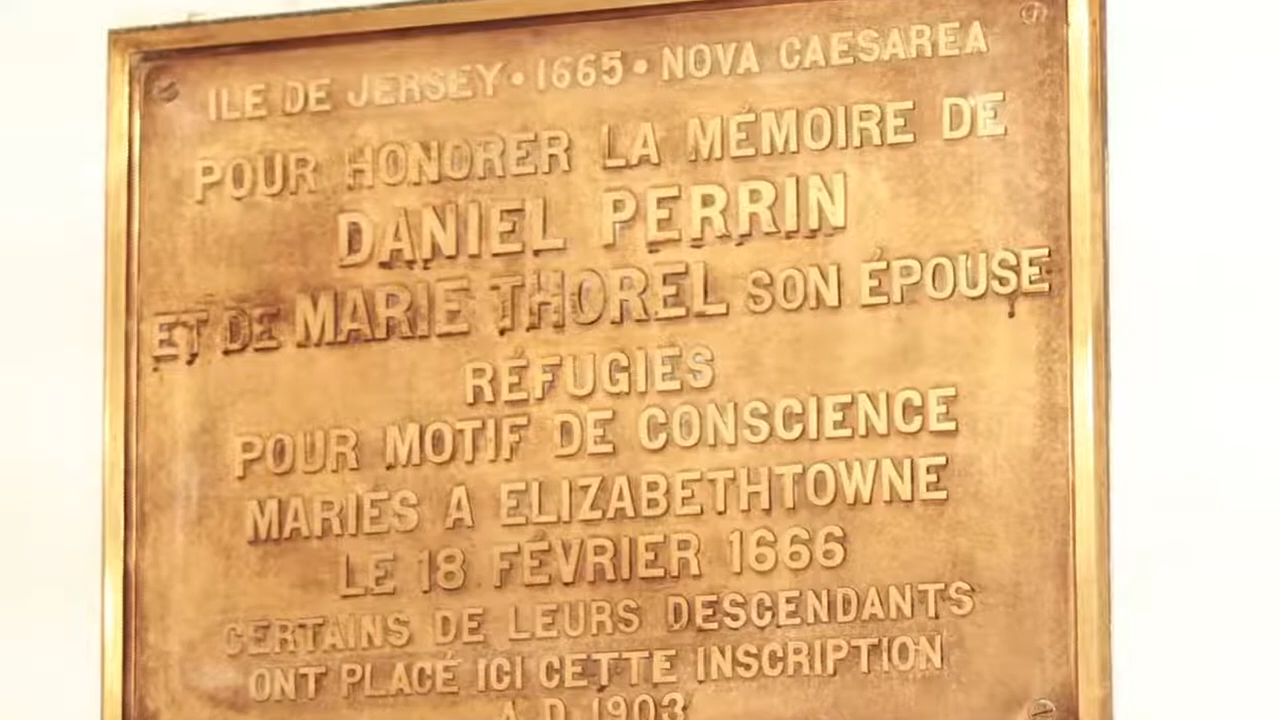 ILE DE JERSEY • 1665 • NOVA CAESAREA
POUR HONORER LA MÉMOIRE DE
DANIEL PERRIN
ET DE MARIE THOREL SON ÉPOUSE
RÉFUGIÉS
POUR MOTIF DE CONSCIENCE
MARIÉS A ELIZABETHTOWNE
LE 18 FÉVRIER 1666
CERTAINS DE LEURS DESCENDANTS
ONT PLACÉ ICI CETTE INSCRIPTION
A.D. 1903